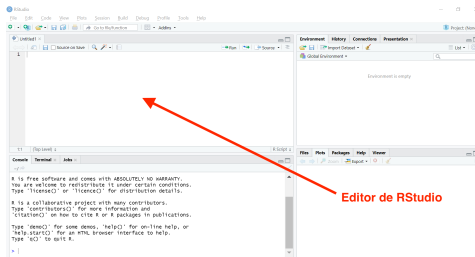 RStudio
File Edit Code View Plots Session Build Debug Profile Tools Help
Go to file/function Addins
Project: (None)
Untitled1
Source on Save Run Source
1
1:1 (Top Level) R Script
Console Terminal Jobs
R is free software and comes with ABSOLUTELY NO WARRANTY.
You are welcome to redistribute it under certain conditions.
Type 'license()' or 'licence()' for distribution details.
R is a collaborative project with many contributors.
Type 'contributors()' for more information and
'citation()' on how to cite R or R packages in publications.
Type 'demo()' for some demos, 'help()' for on-line help, or
'help.start()' for an HTML browser interface to help.
Type 'q()' to quit R.
>
Environment History Connections Presentation
Import Dataset List
Global Environment
Environment is empty
Files Plots Packages Help Viewer
Zoom Export
Editor de RStudio